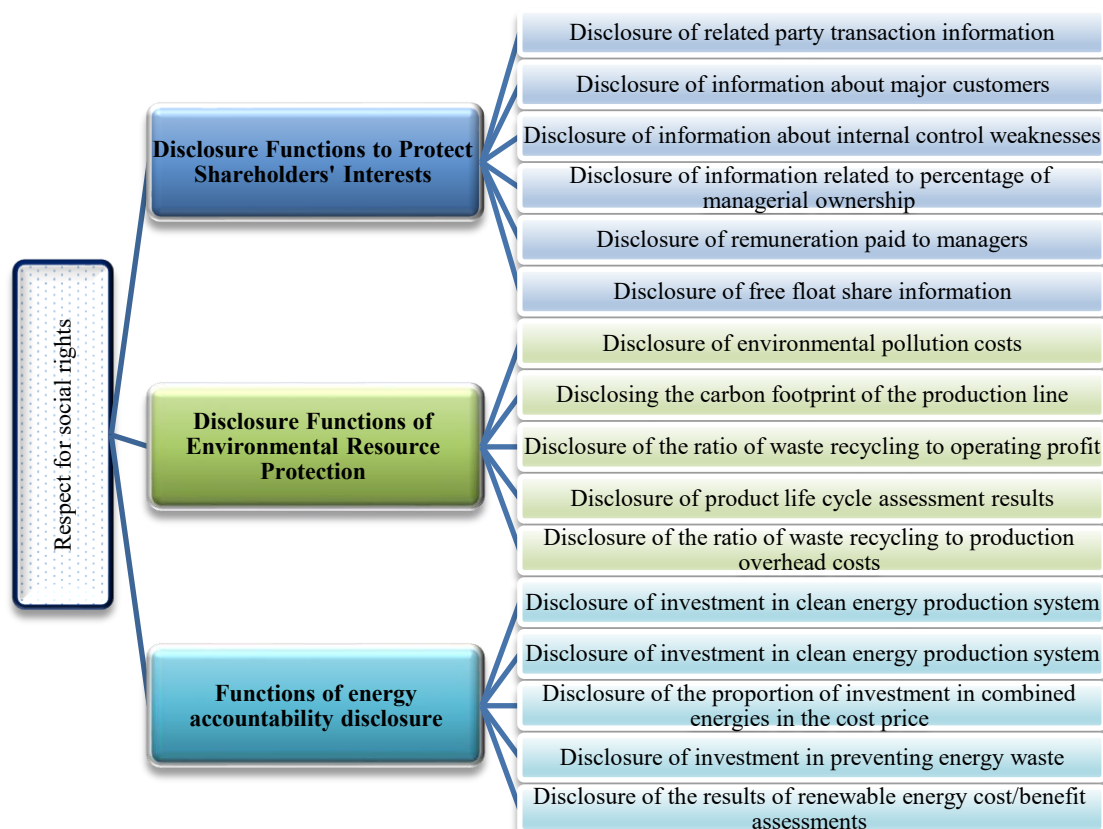 Respect for social rights
Disclosure Functions to Protect
Shareholders' Interests
Disclosure of related party transaction information
Disclosure of information about major customers
Disclosure of information about internal control weaknesses
Disclosure of information related to percentage of
managerial ownership
Disclosure of remuneration paid to managers
Disclosure of free float share information
Disclosure Functions of
Environmental Resource
Protection
Disclosure of environmental pollution costs
Disclosing the carbon footprint of the production line
Disclosure of the ratio of waste recycling to operating profit
Disclosure of product life cycle assessment results
Disclosure of the ratio of waste recycling to production
overhead costs
Functions of energy
accountability disclosure
Disclosure of investment in clean energy production system
Disclosure of investment in clean energy production system
Disclosure of the proportion of investment in combined
energies in the cost price
Disclosure of investment in preventing energy waste
Disclosure of the results of renewable energy cost/benefit
assessments